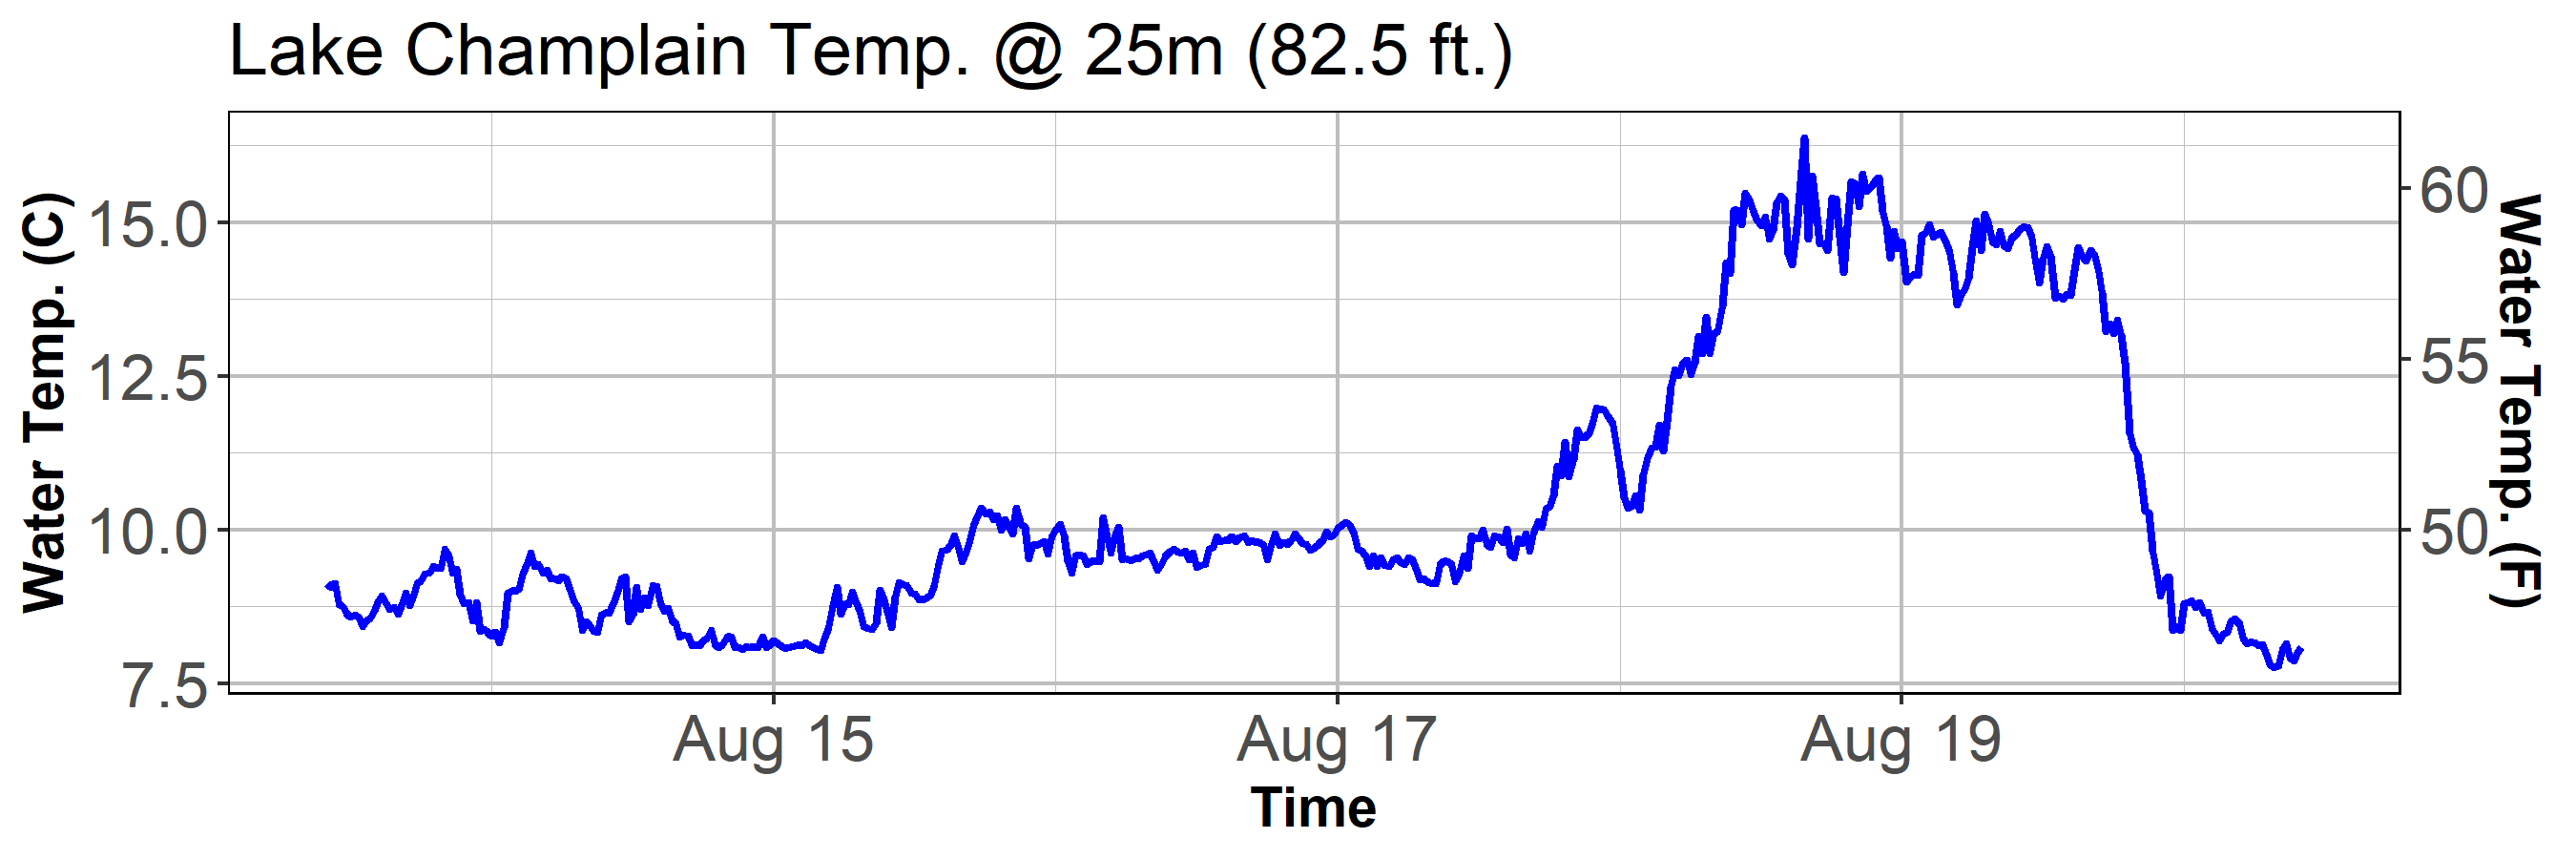 Lake Champlain Temp. @ 25m (82.5 ft.)
Water Temp. (C)
15.0
12.5
10.0
7.5
60
55
50
Water Temp. (F)
Aug 15
Aug 17
Aug 19
Time